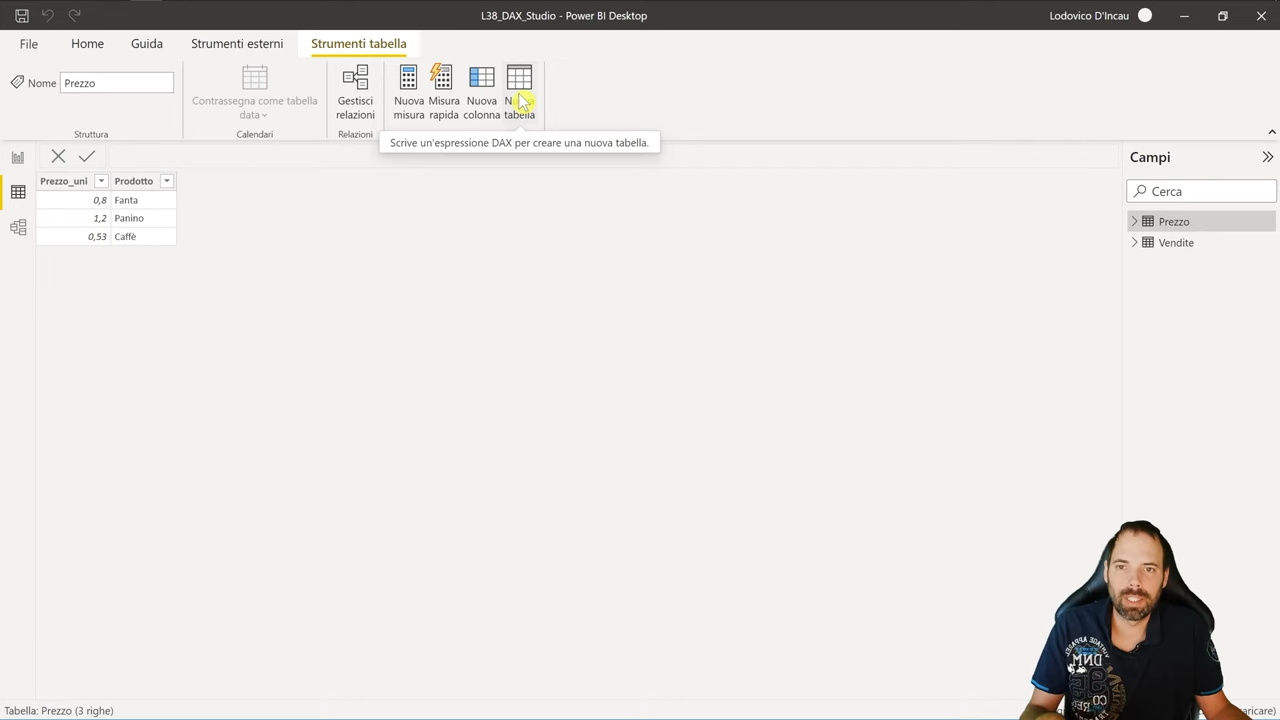 L38_DAX_Studio - Power BI Desktop
Lodovico D'Incau
File
Home
Guida
Strumenti esterni
Strumenti tabella
Nome
Prezzo
Contrassegna come tabella
data
Gestisci
relazioni
Nuova
misura
Misura
rapida
Nuova
colonna
tabella
Struttura
Calendari
Relazioni
Scrive un'espressione DAX per creare una nuova tabella.
Prezzo_uni
Prodotto
0,8
Fanta
1,2
Panino
0,53
Caffè
Campi
Cerca
Prezzo
Vendite
DNM
Tabella: Prezzo (3 righe)